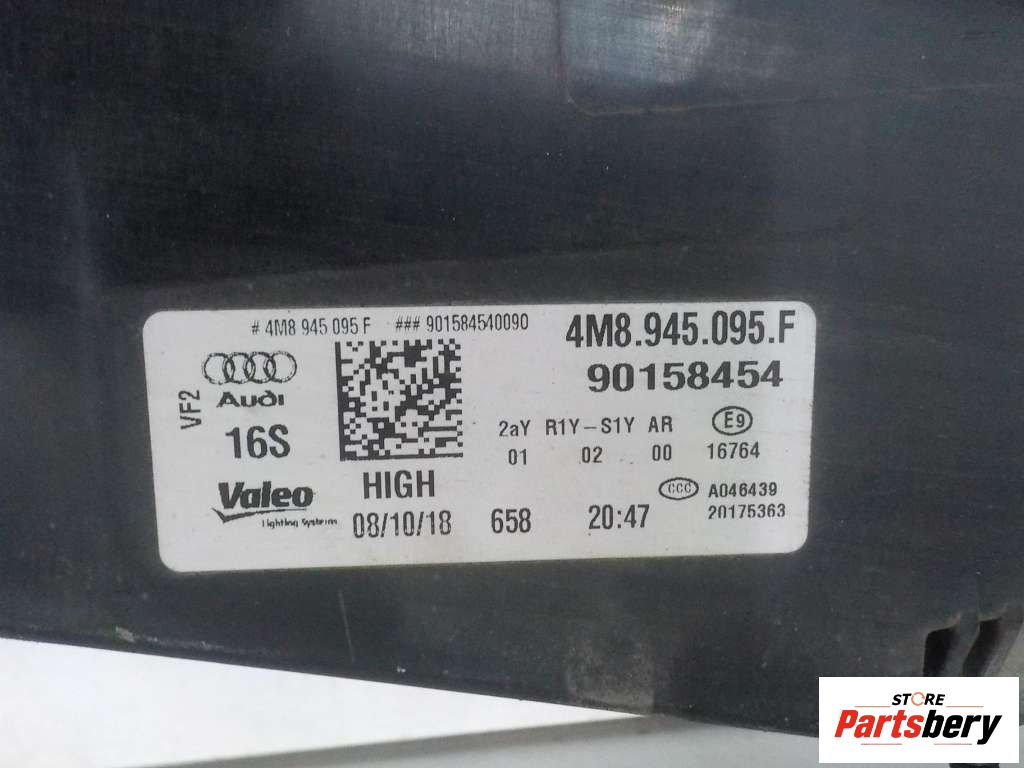 # 4M8 945 095 F ### 901584540090
4M8.945.095.F
90158454
VF2
Audi
16S
2aY R1Y-S1Y AR E9
01 02 00 16764
Valeo
lighting systems
HIGH
CCC A046439
08/10/18 658 20:47 20175363
STORE
Partsbery